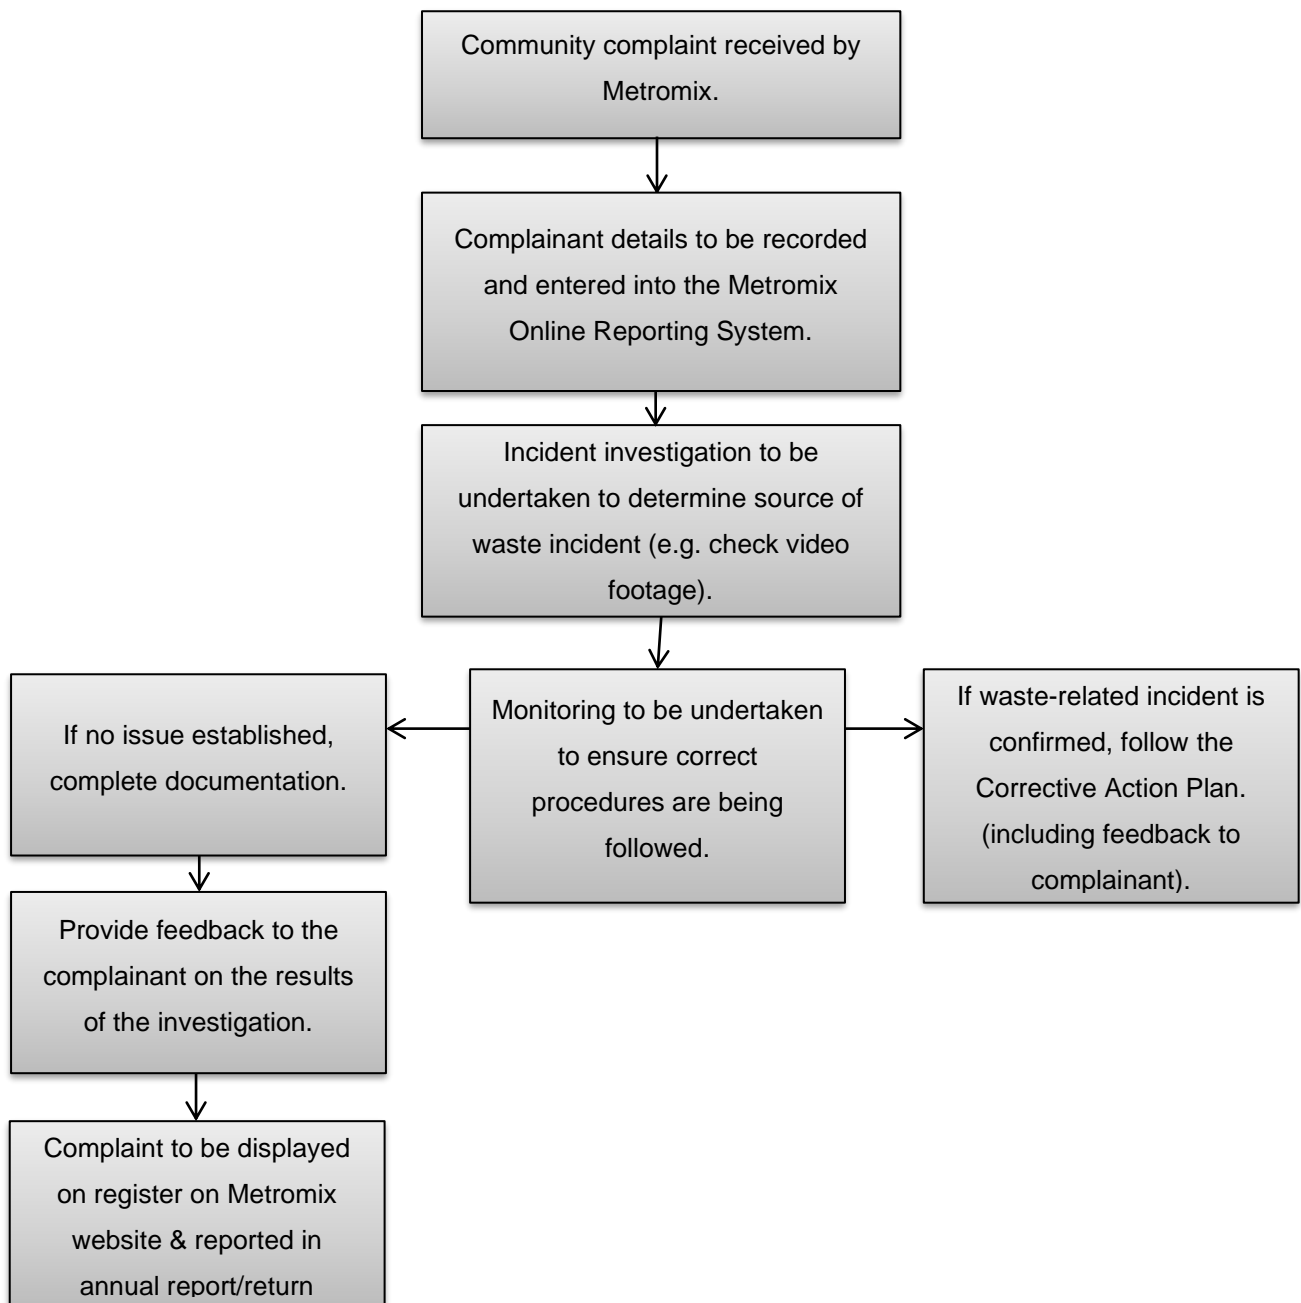 Community complaint received by
Metromix.
Complainant details to be recorded
and entered into the Metromix
Online Reporting System.
Incident investigation to be
undertaken to determine source of
waste incident (e.g. check video
footage).
If no issue established,
complete documentation.
Monitoring to be undertaken
to ensure correct
procedures are being
followed.
If waste-related incident is
confirmed, follow the
Corrective Action Plan.
(including feedback to
complainant).
Provide feedback to the
complainant on the results
of the investigation.
Complaint to be displayed
on register on Metromix
website & reported in
annual report/return